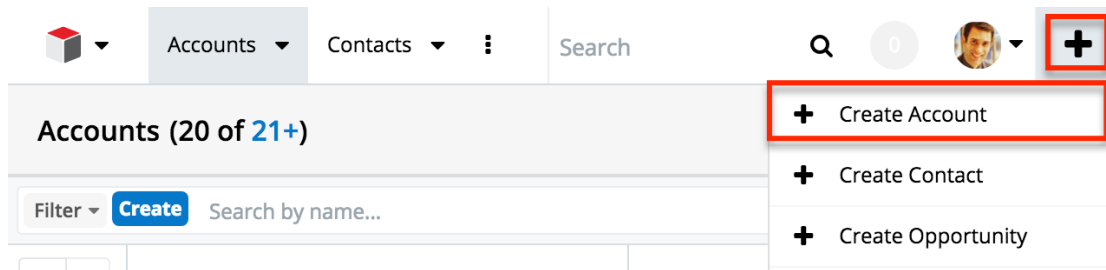 Accounts Contacts Search 0
Accounts (20 of 21+)
Create Account
Create Contact
Filter Create Search by name...
Create Opportunity